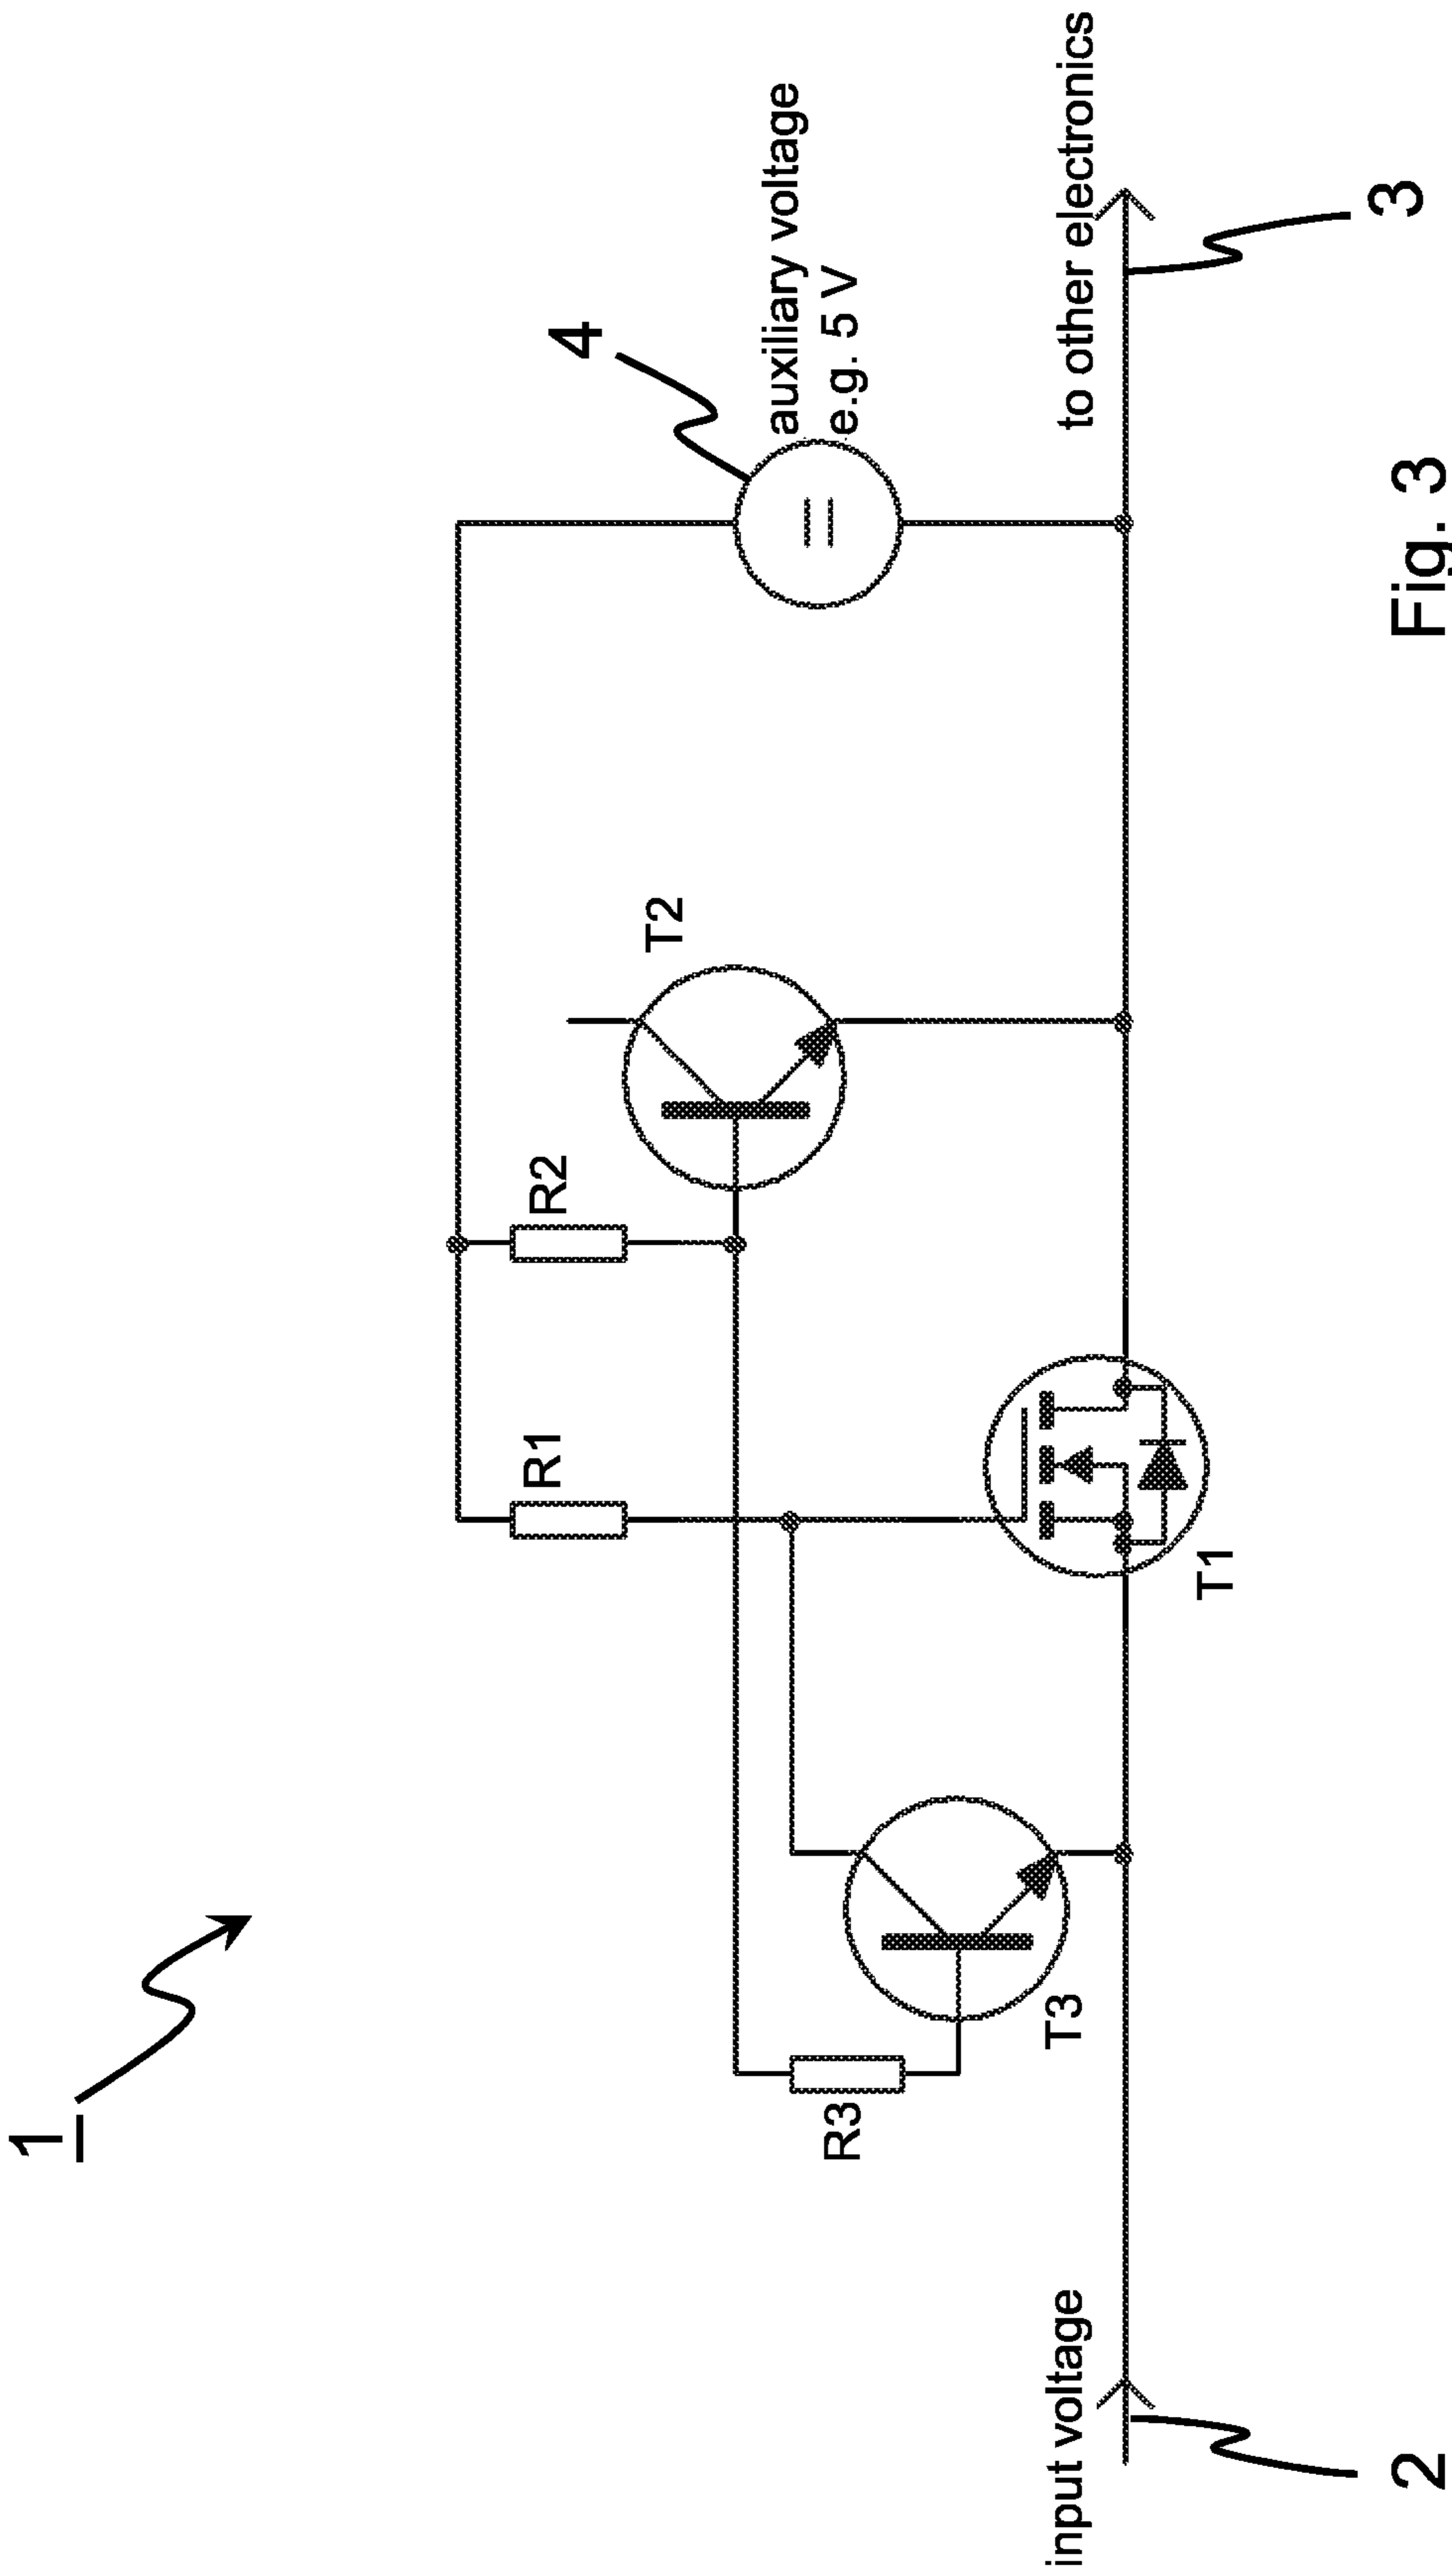 1
4
auxiliary voltage
e.g. 5 V
T2
R2
R1
R3
T3
T1
input voltage
to other electronics
2
3
Fig. 3